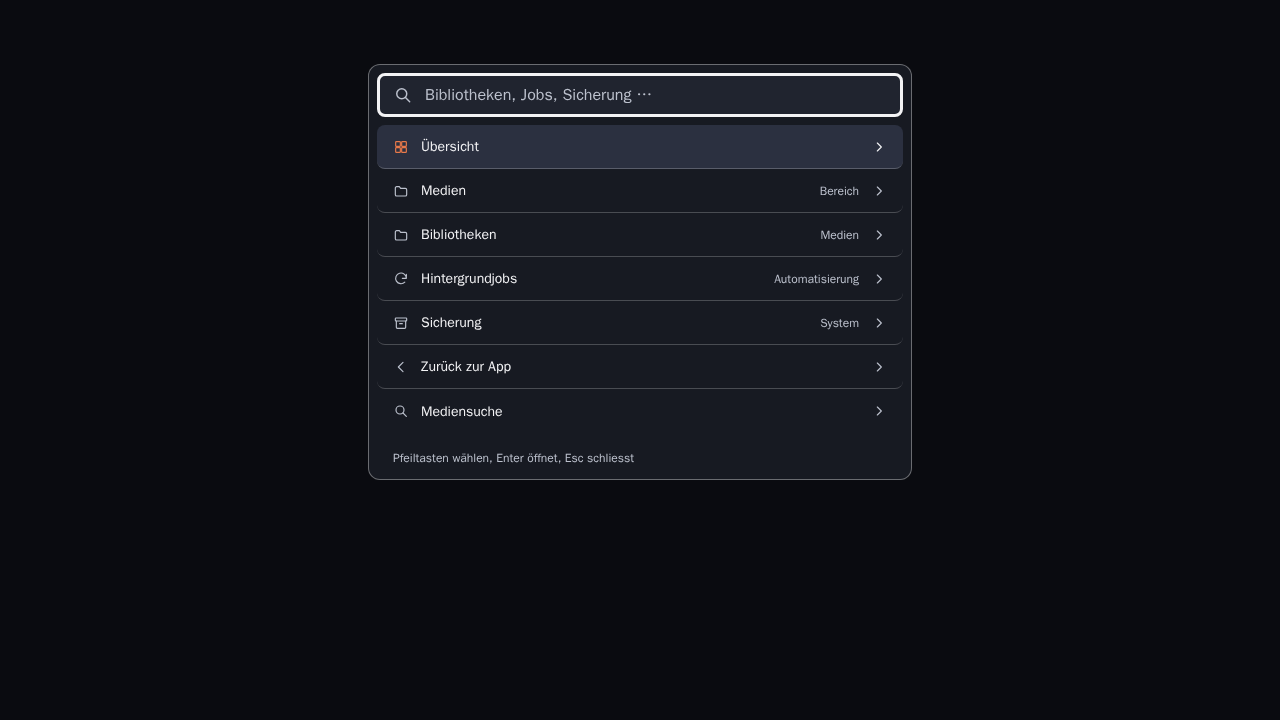 Bibliotheken, Jobs, Sicherung ···
Übersicht
Medien Bereich
Bibliotheken Medien
Hintergrundjobs Automatisierung
Sicherung System
Zurück zur App
Mediensuche
Pfeiltasten wählen, Enter öffnet, Esc schliesst